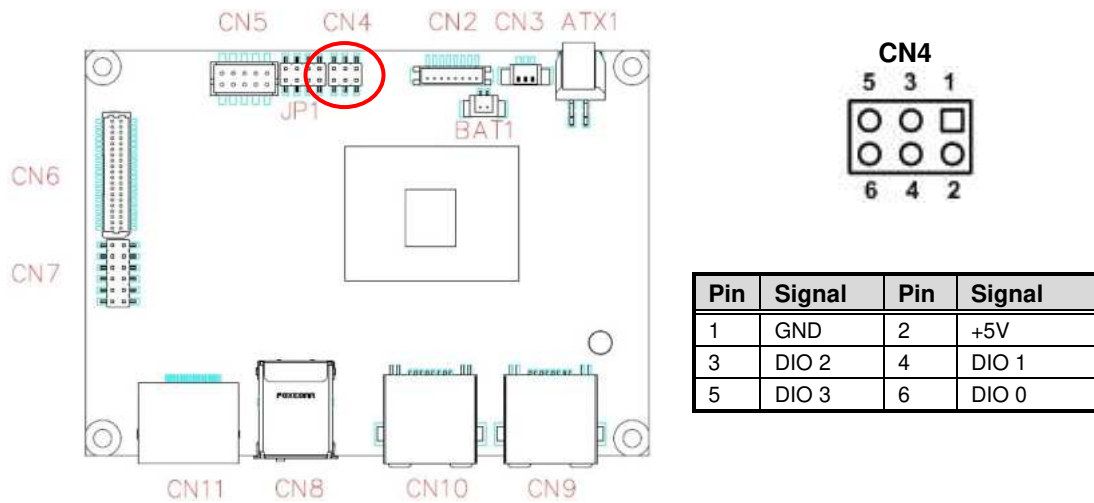 CN5 CN4 CN2 CN3 ATX1
JP1
BAT1
CN6
CN7
FOXCONN
CN11 CN8 CN10 CN9
CN4
5 3 1
6 4 2
Pin Signal Pin Signal
1 GND 2 +5V
3 DIO 2 4 DIO 1
5 DIO 3 6 DIO 0